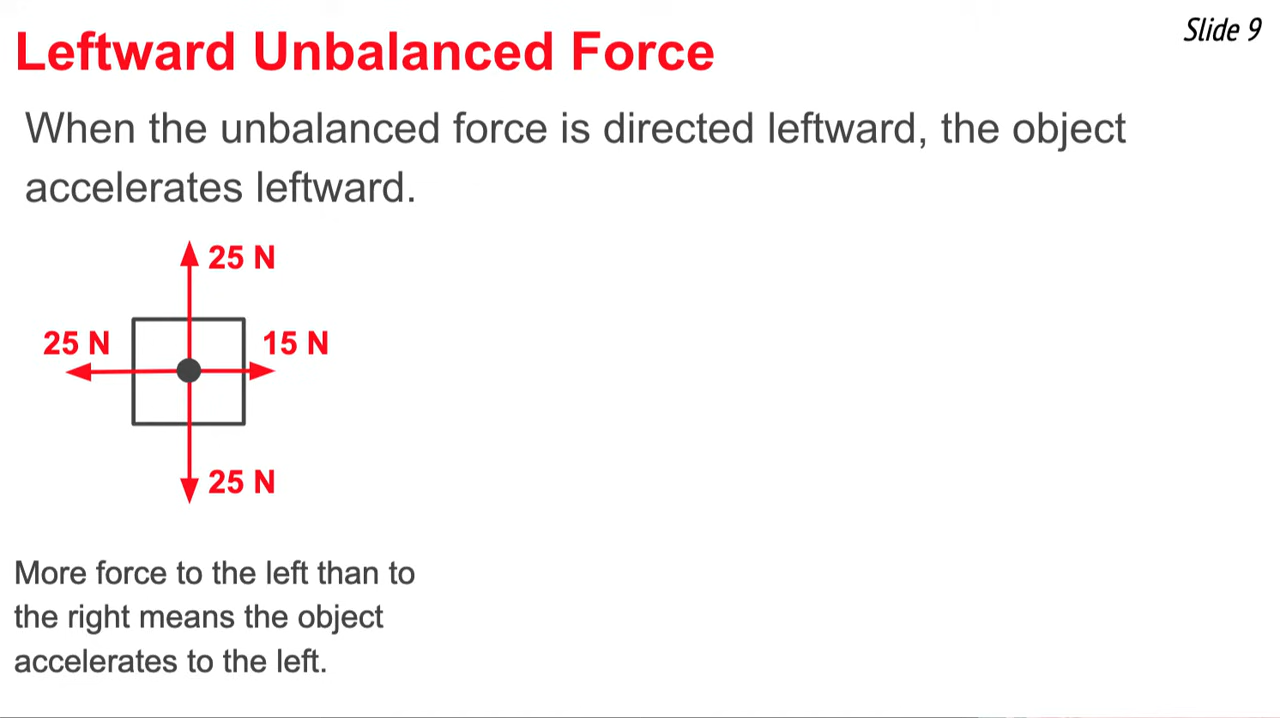 Slide 9
Leftward Unbalanced Force
When the unbalanced force is directed leftward, the object
accelerates leftward.
25 N
25 N
15 N
25 N
More force to the left than to
the right means the object
accelerates to the left.